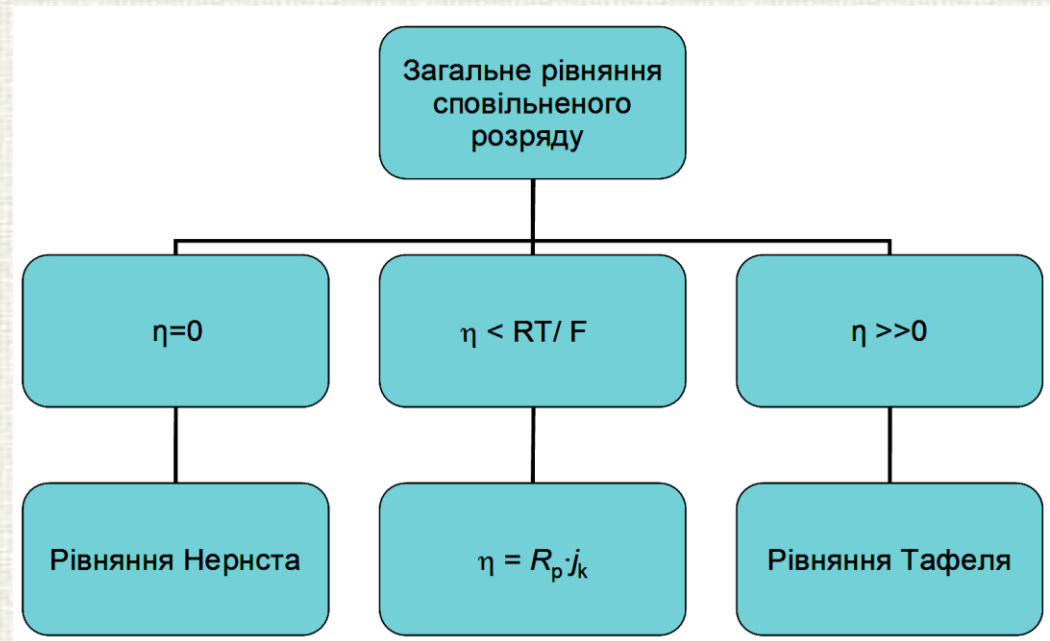 Загальне рівняння
сповільненого
розряду
η=0
η < RT/ F
η >>0
Рівняння Нернста
η = Rp·jk
Рівняння Тафеля